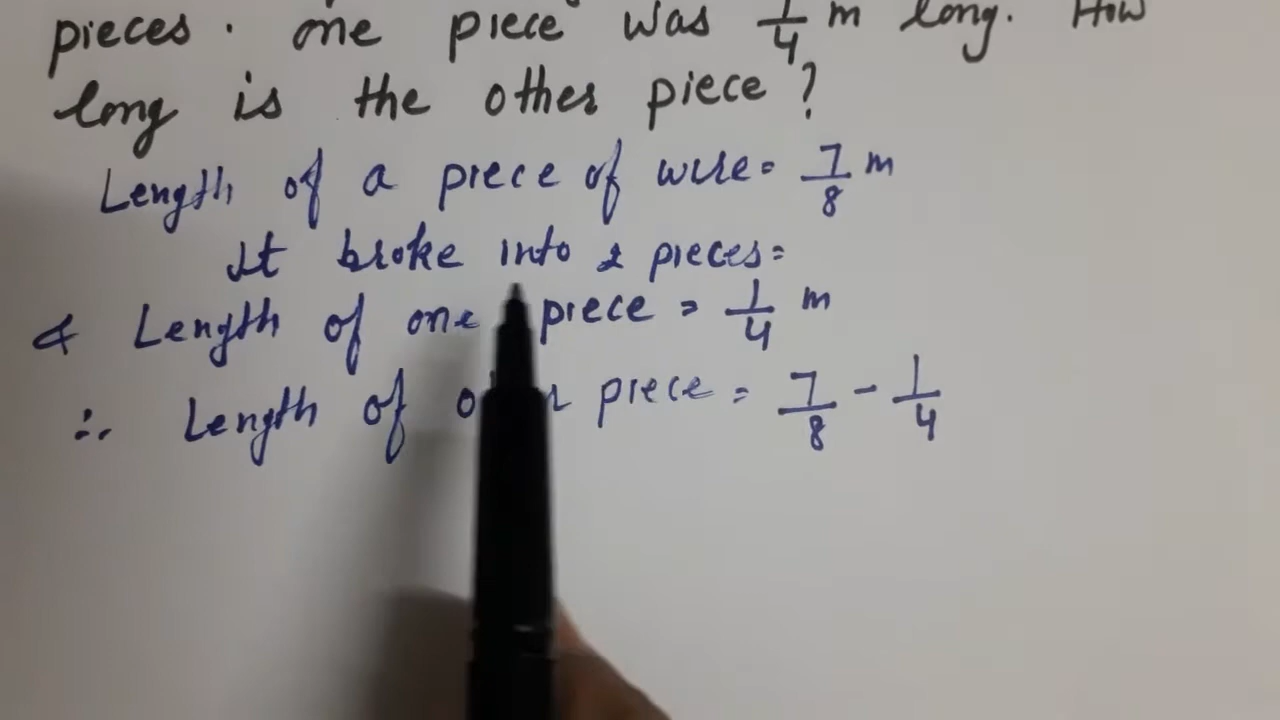 pieces. one piece was 1/4 m long. How
long is the other piece?
Length of a piece of wire = 7/8 m
It broke into 2 pieces =
& Length of one piece = 1/4 m
∴ Length of piece = 7/8 - 1/4